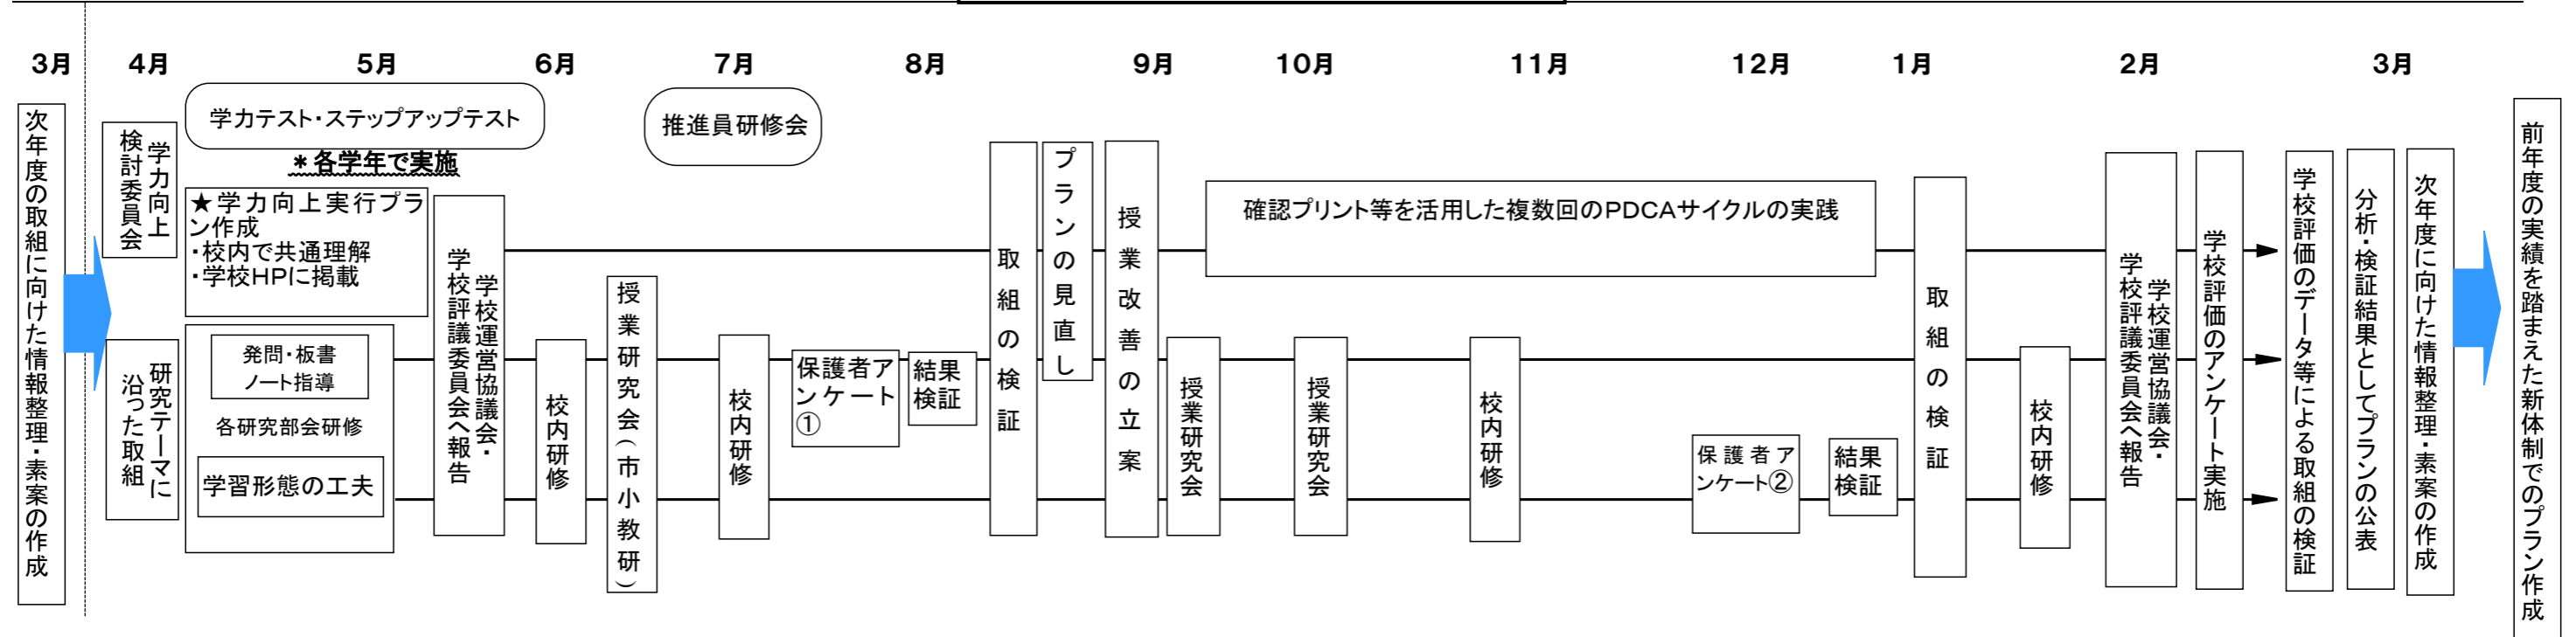 3月
4月
5月
6月
7月
8月
9月
10月
11月
12月
1月
2月
3月
次年度の取組に向けた情報整理・素案の作成
学力向上
検討委員会
研究テーマに
沿った取組
学力テスト・ステップアップテスト
＊各学年で実施
★学力向上実行プラ
ン作成
・校内で共通理解
・学校HPに掲載
発問・板書
ノート指導
各研究部会研修
学習形態の工夫
学校運営協議会・
学校評議委員会へ報告
校内研修
授業研究会（市小教研）
推進員研修会
校内研修
保護者ア
ンケート
①
結果
検証
取組の検証
プランの見直し
授業改善の立案
授業研究会
確認プリント等を活用した複数回のPDCAサイクルの実践
授業研究会
校内研修
保護者ア
ンケート②
結果
検証
取組の検証
校内研修
学校運営協議会・
学校評議委員会へ報告
学校評価のアンケート実施
学校評価のデータ等による取組の検証
分析・検証結果としてプランの公表
次年度に向けた情報整理・素案の作成
前年度の実績を踏まえた新体制でのプラン作成